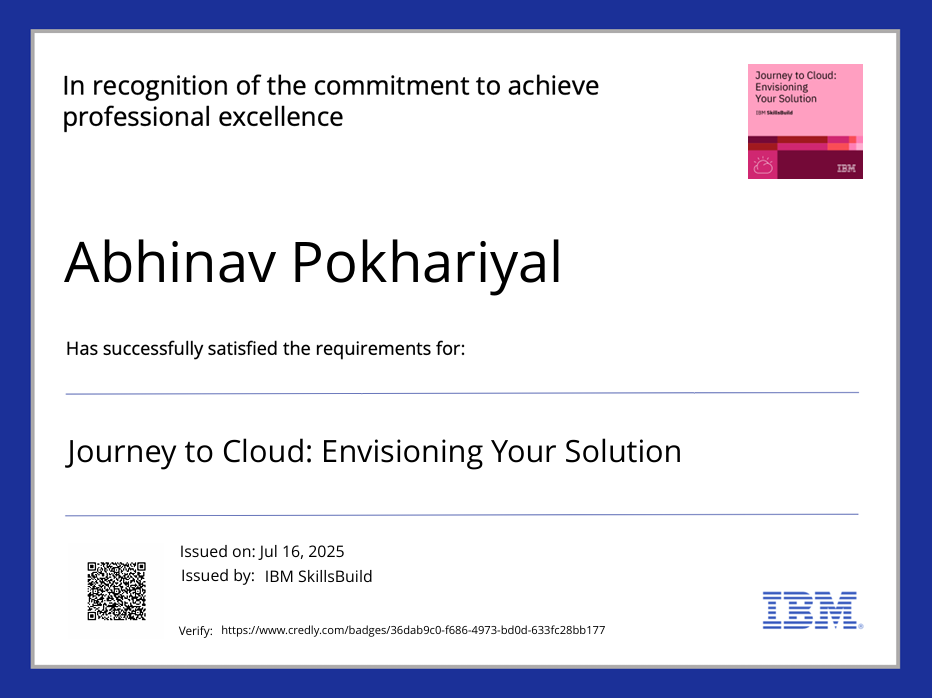 In recognition of the commitment to achieve
professional excellence
Journey to Cloud:
Envisioning
Your Solution
IBM SkillsBuild
IBM
Abhinav Pokhariyal
Has successfully satisfied the requirements for:
Journey to Cloud: Envisioning Your Solution
Issued on: Jul 16, 2025
Issued by: IBM SkillsBuild
Verify: https://www.credly.com/badges/36dab9c0-f686-4973-bd0d-633fc28bb177
IBM®